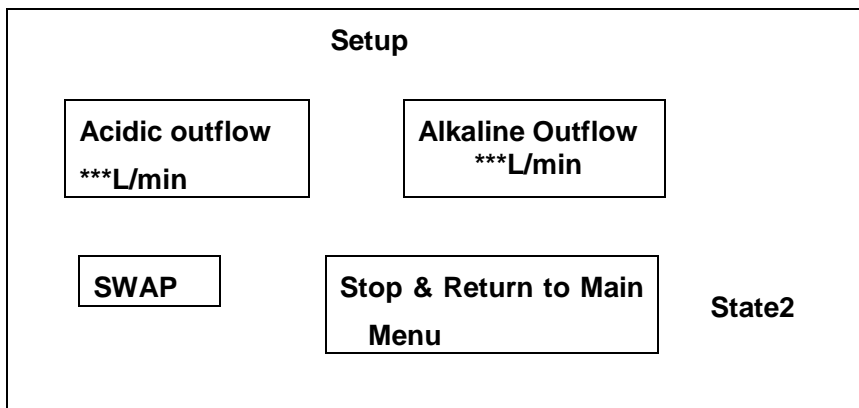 Setup
Acidic outflow
***L/min
Alkaline Outflow
***L/min
SWAP
Stop & Return to Main
Menu
State2